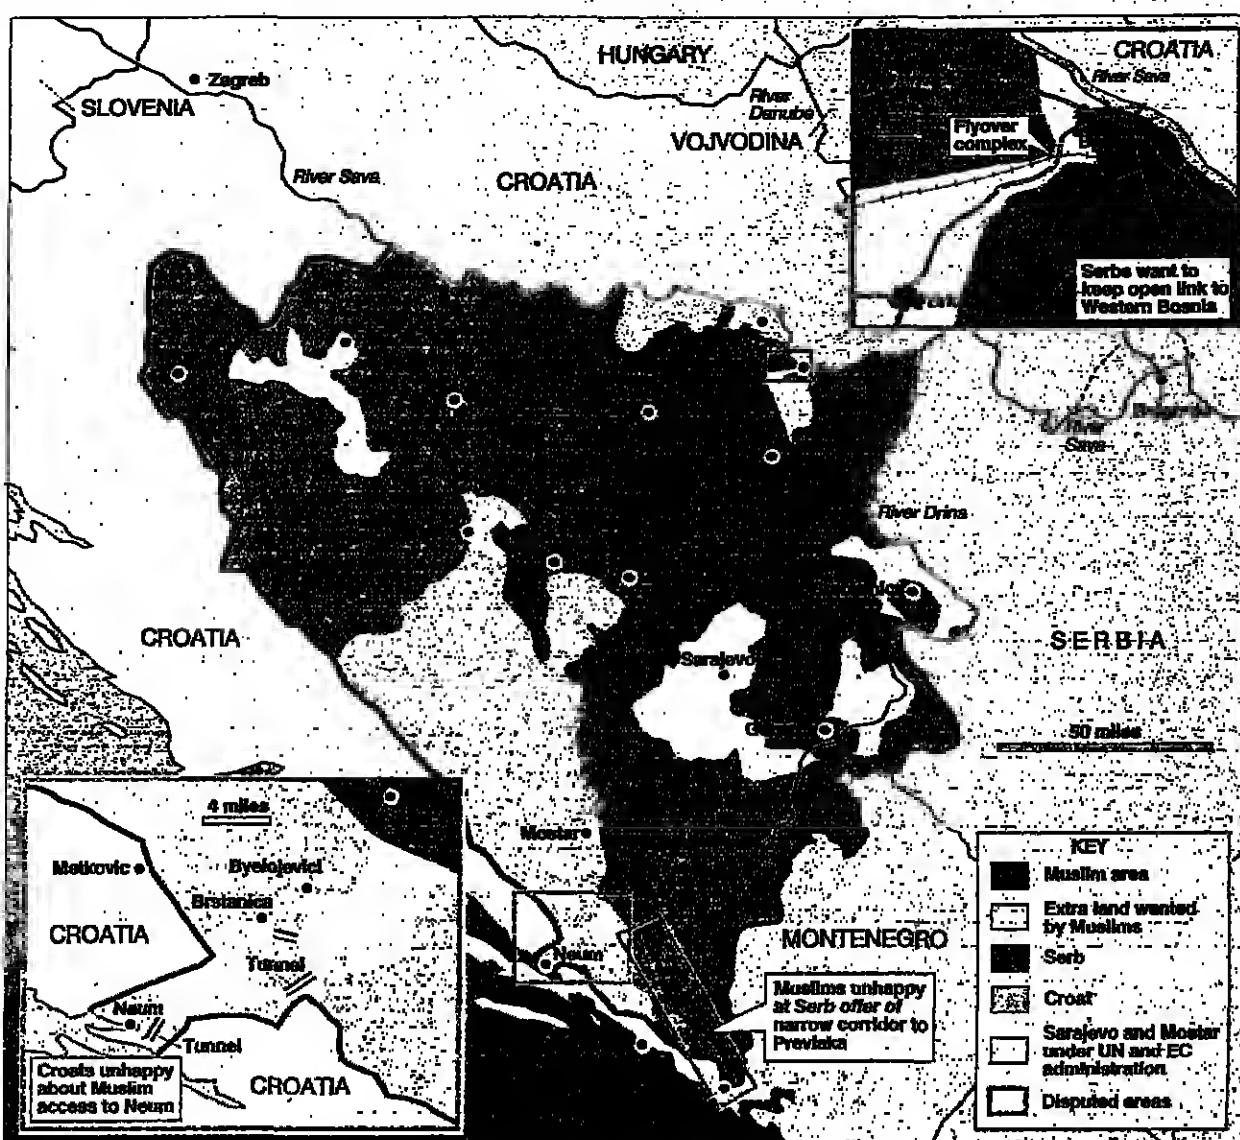 HUNGARY
Zagreb
SLOVENIA
River
Danube
VOJVODINA
River Sava
CROATIA
CROATIA
River Sava
Flyover
complex
Serbs want to
keep open link to
Western Bosnia
River
Sava
River Drina
CROATIA
SERBIA
Sarajevo
50 miles
Mostar
Neum
MONTENEGRO
Muslims unhappy
at Serb offer of
narrow corridor to
Prevlaka
4 miles
Metkovic
Byelojevici
Brstanica
CROATIA
Tunnel
Neum
Tunnel
CROATIA
Croats unhappy
about Muslim
access to Neum
KEY
Muslim area
Extra land wanted
by Muslims
Serb
Croat
Sarajevo and Mostar
under UN and EC
administration
Disputed areas